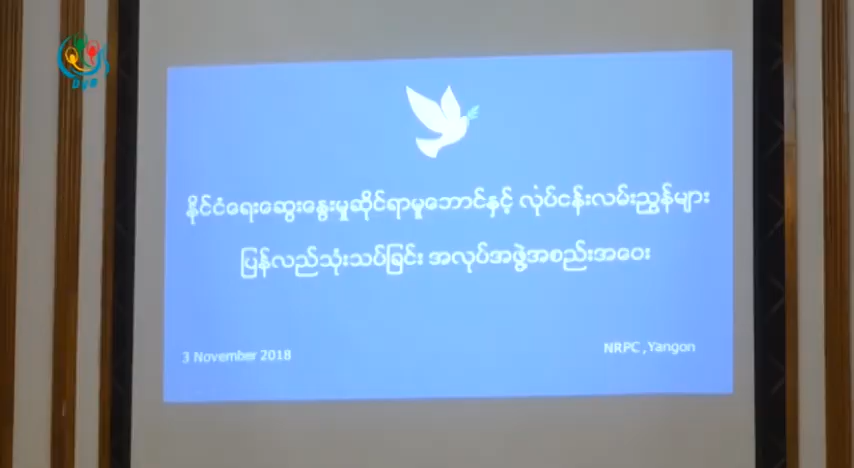 DVB
နိုင်ငံရေးဆွေးနွေးမှုဆိုင်ရာမူဘောင်နှင့် လုပ်ငန်းလမ်းညွှန်များ
ပြန်လည်သုံးသပ်ခြင်း အလုပ်အဖွဲ့အစည်းအဝေး
3 November 2018
NRPC , Yangon